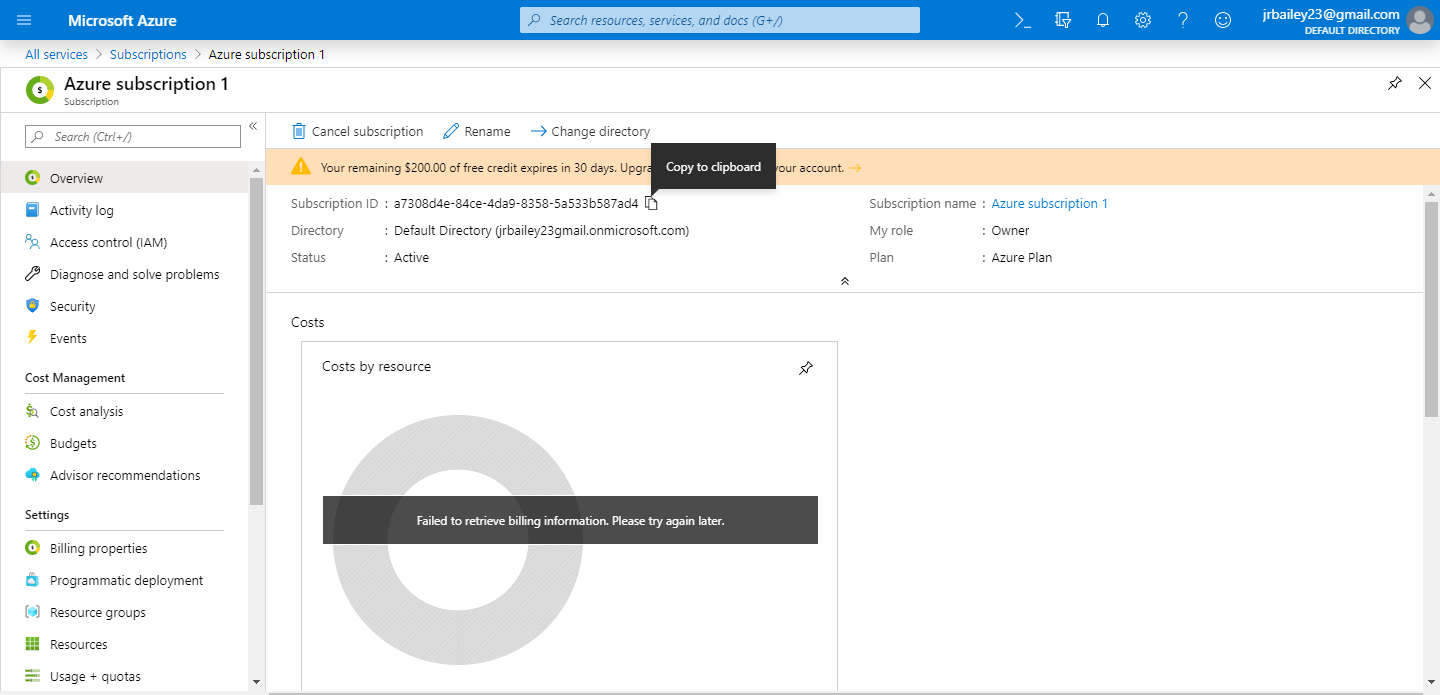 Microsoft Azure
Search resources, services, and docs (G+/)
jrbailey23@gmail.com
DEFAULT DIRECTORY
All services > Subscriptions > Azure subscription 1
Azure subscription 1
Subscription
Search (Ctrl+/)
Overview
Activity log
Access control (IAM)
Diagnose and solve problems
Security
Events
Cost Management
Cost analysis
Budgets
Advisor recommendations
Settings
Billing properties
Programmatic deployment
Resource groups
Resources
Usage + quotas
Cancel subscription
Rename
Change directory
Your remaining $200.00 of free credit expires in 30 days. your account.
Copy to clipboard
Subscription ID : a7308d4e-84ce-4da9-8358-5a533b587ad4
Directory : Default Directory (jrbailey23gmail.onmicrosoft.com)
Status : Active
Subscription name : Azure subscription 1
My role : Owner
Plan : Azure Plan
Costs
Costs by resource
Failed to retrieve billing information. Please try again later.